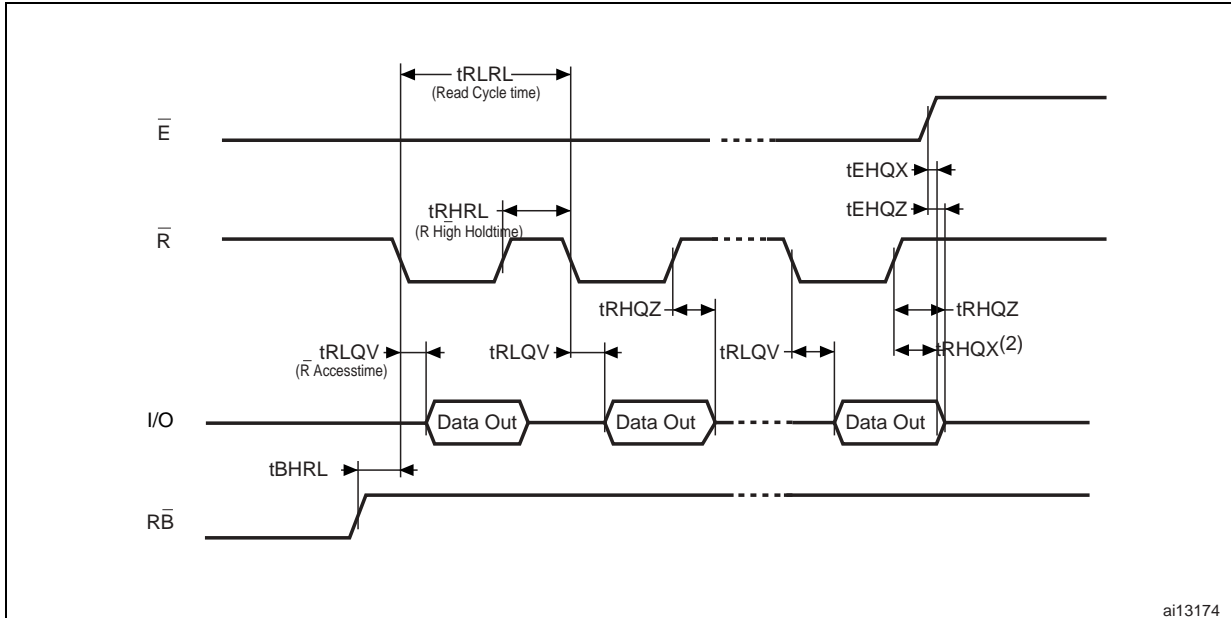 tRLRL
(Read Cycle time)
E̅
tEHQX
tEHQZ
tRHRL
(R̅ High Holdtime)
R̅
tRHQZ
tRHQZ
tRLQV
(R̅ Accesstime)
tRLQV
tRLQV
tRHQX(2)
I/O
Data Out
Data Out
Data Out
tBHRL
RB̅
ai13174